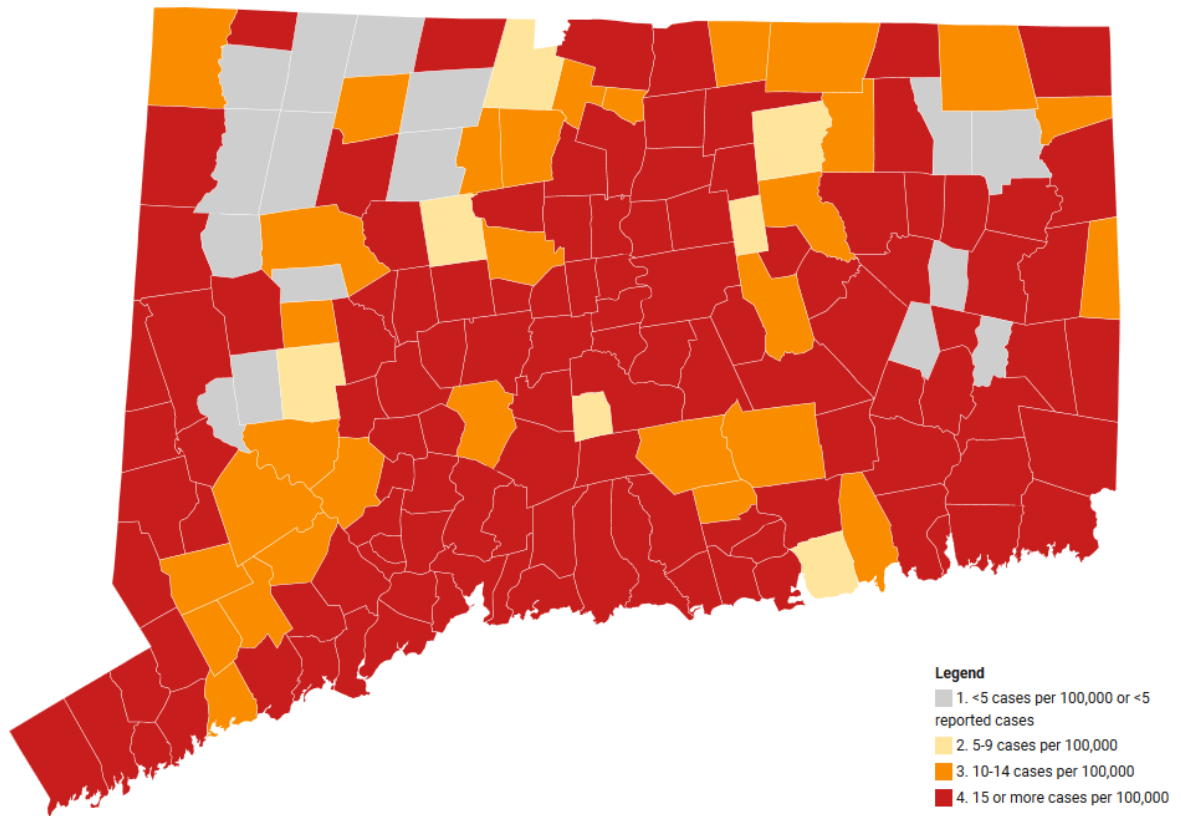 Legend
1. <5 cases per 100,000 or <5
reported cases
2. 5-9 cases per 100,000
3. 10-14 cases per 100,000
4. 15 or more cases per 100,000